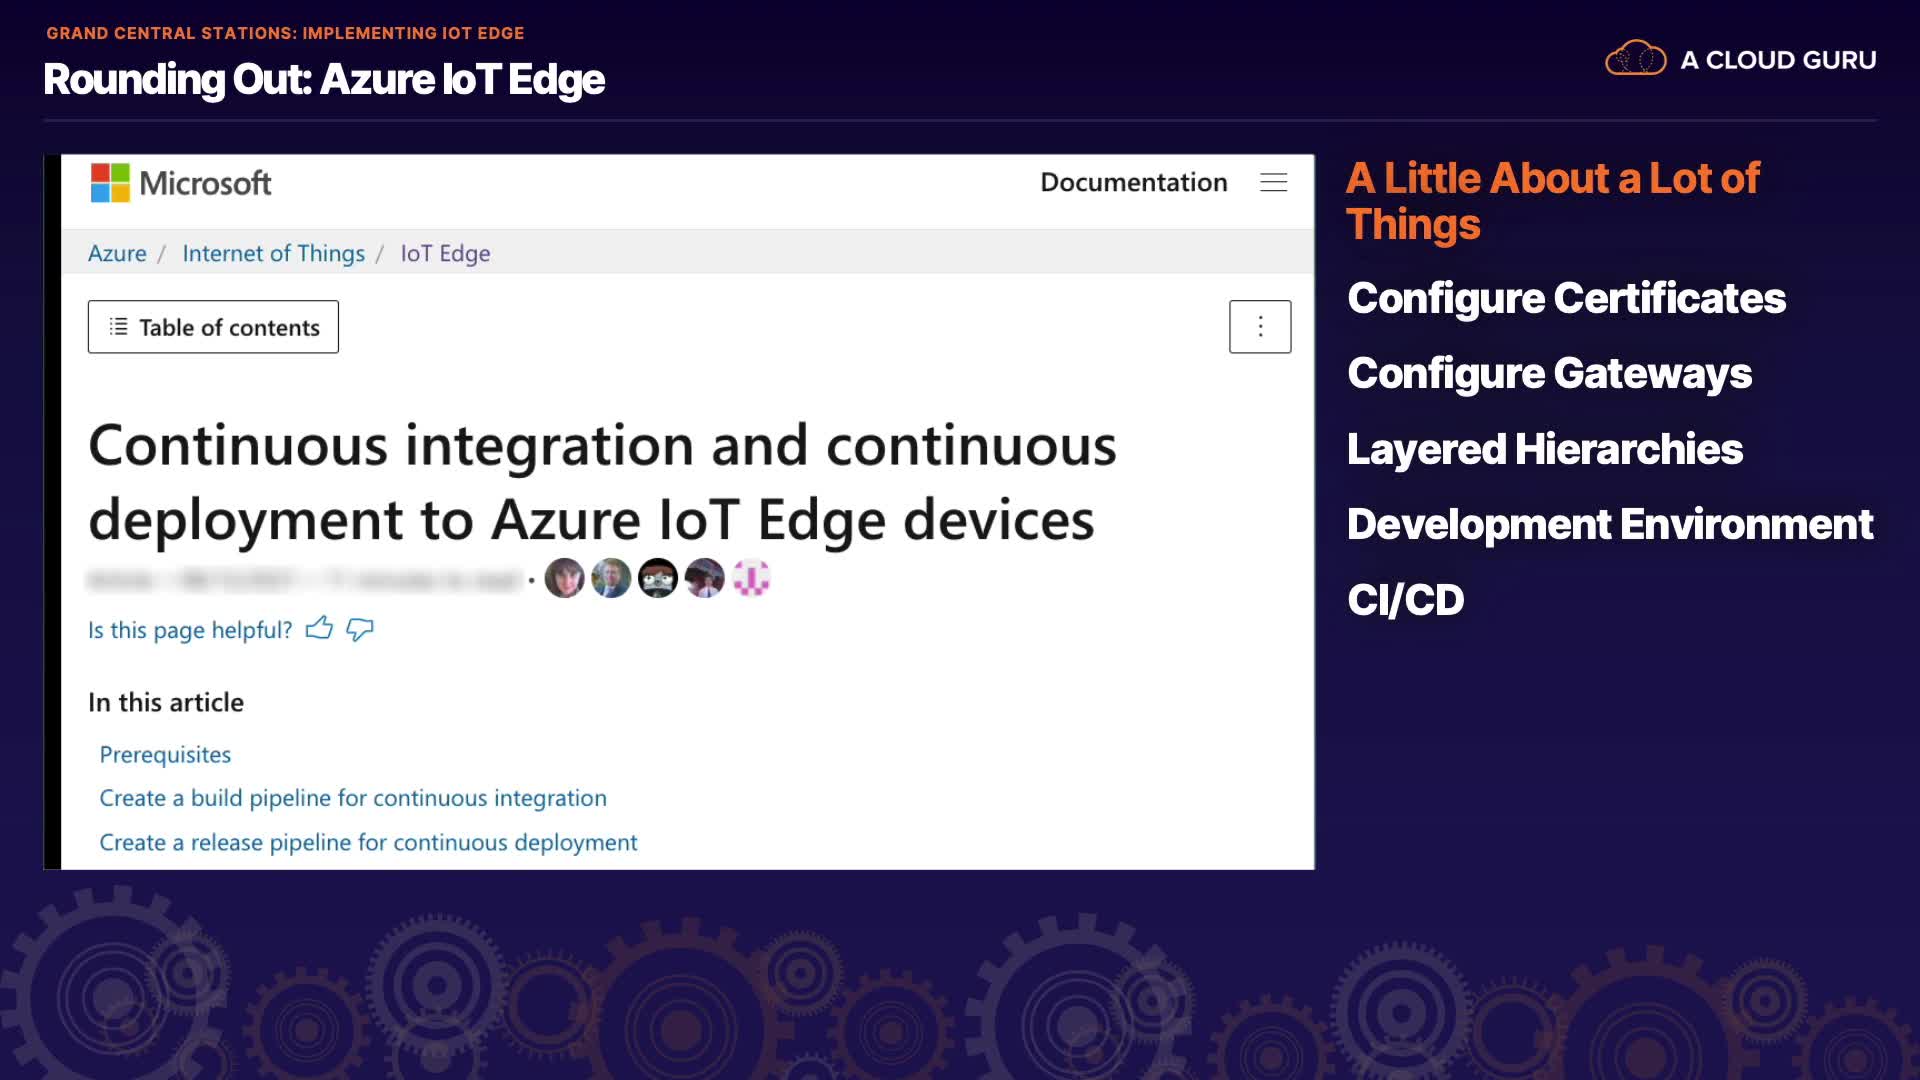 GRAND CENTRAL STATIONS: IMPLEMENTING IOT EDGE
Rounding Out: Azure IoT Edge
A CLOUD GURU
Microsoft
Documentation
Azure / Internet of Things / IoT Edge
Table of contents
Continuous integration and continuous
deployment to Azure IoT Edge devices
Is this page helpful?
In this article
Prerequisites
Create a build pipeline for continuous integration
Create a release pipeline for continuous deployment
A Little About a Lot of
Things
Configure Certificates
Configure Gateways
Layered Hierarchies
Development Environment
CI/CD